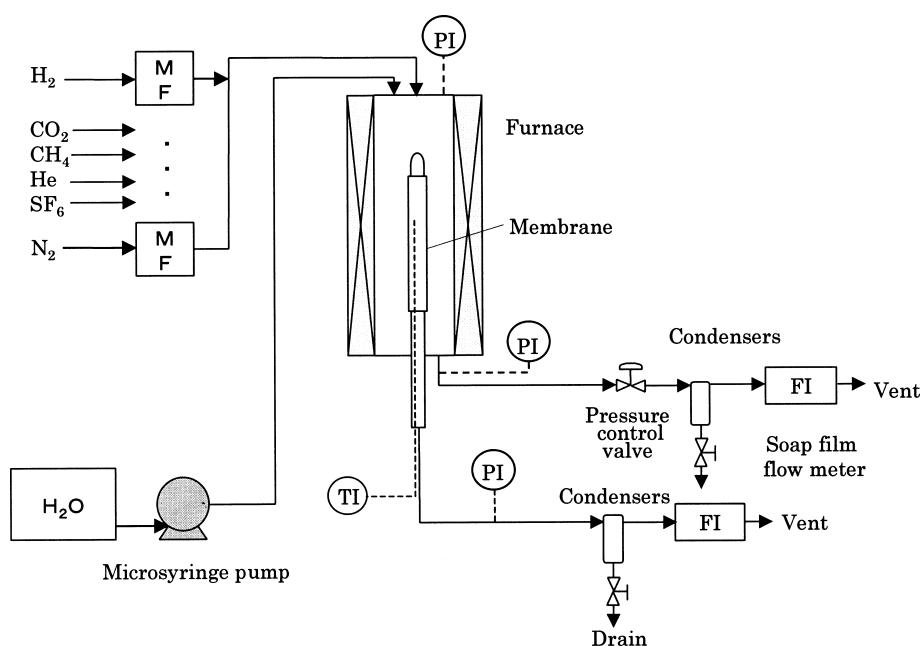 PI
H₂
M
F
CO₂
CH₄
He
SF₆
Furnace
N₂
M
F
Membrane
PI
Condensers
FI
Vent
Pressure
control
valve
Soap film
flow meter
H₂O
TI
PI
Condensers
FI
Vent
Microsyringe pump
Drain